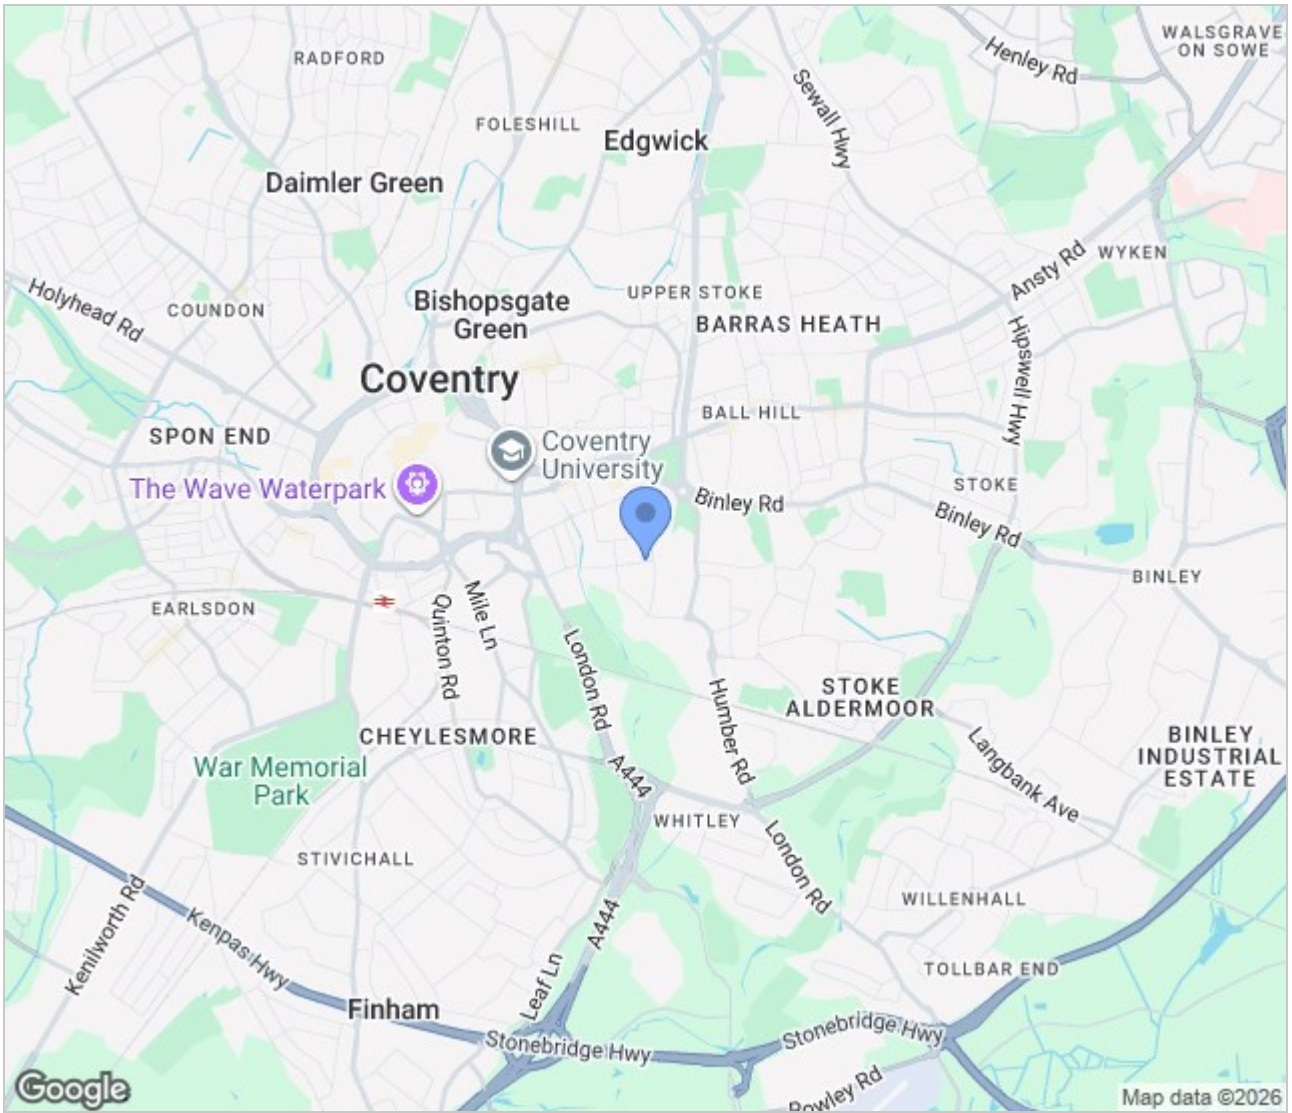 WALSGRAVE
ON SOWE
Henley Rd
RADFORD
Sewall Hwy
FOLESHILL
Edgwick
Daimler Green
WYKEN
Ansty Rd
Holyhead Rd
COUNDON
Bishopsgate
Green
UPPER STOKE
BARRAS HEATH
Hipswell Hwy
Coventry
BALL HILL
SPON END
Coventry
University
The Wave Waterpark
Binley Rd
STOKE
Binley Rd
BINLEY
EARLSDON
Quinton Rd
Mile Ln
London Rd
Humber Rd
STOKE
ALDERMOOR
CHEYLESMORE
Langbank Ave
BINLEY
INDUSTRIAL
ESTATE
War Memorial
Park
A444
WHITLEY
London Rd
STIVICHALL
WILLENHALL
Kenilworth Rd
Kenpas Hwy
A444
Leaf Ln
TOLLBAR END
Finham
Stonebridge Hwy
Stonebridge Hwy
Rowley Rd
Google
Map data ©2026